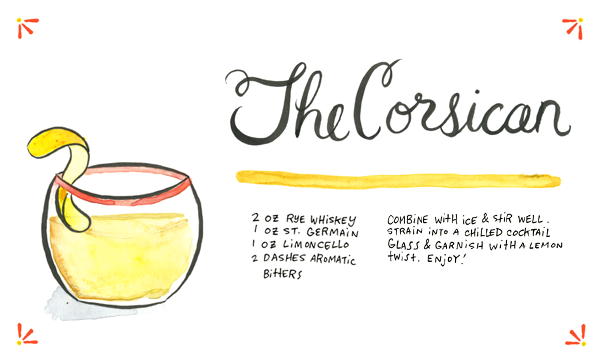 The Corsican
2 OZ RYE WHISKEY
1 OZ ST. GERMAIN
1 OZ LIMONCELLO
2 DASHES AROMATIC
BITTERS
COMBINE WITH ICE & STIR WELL.
STRAIN INTO A CHILLED COCKTAIL
GLASS & GARNISH WITH A LEMON
TWIST. ENJOY!